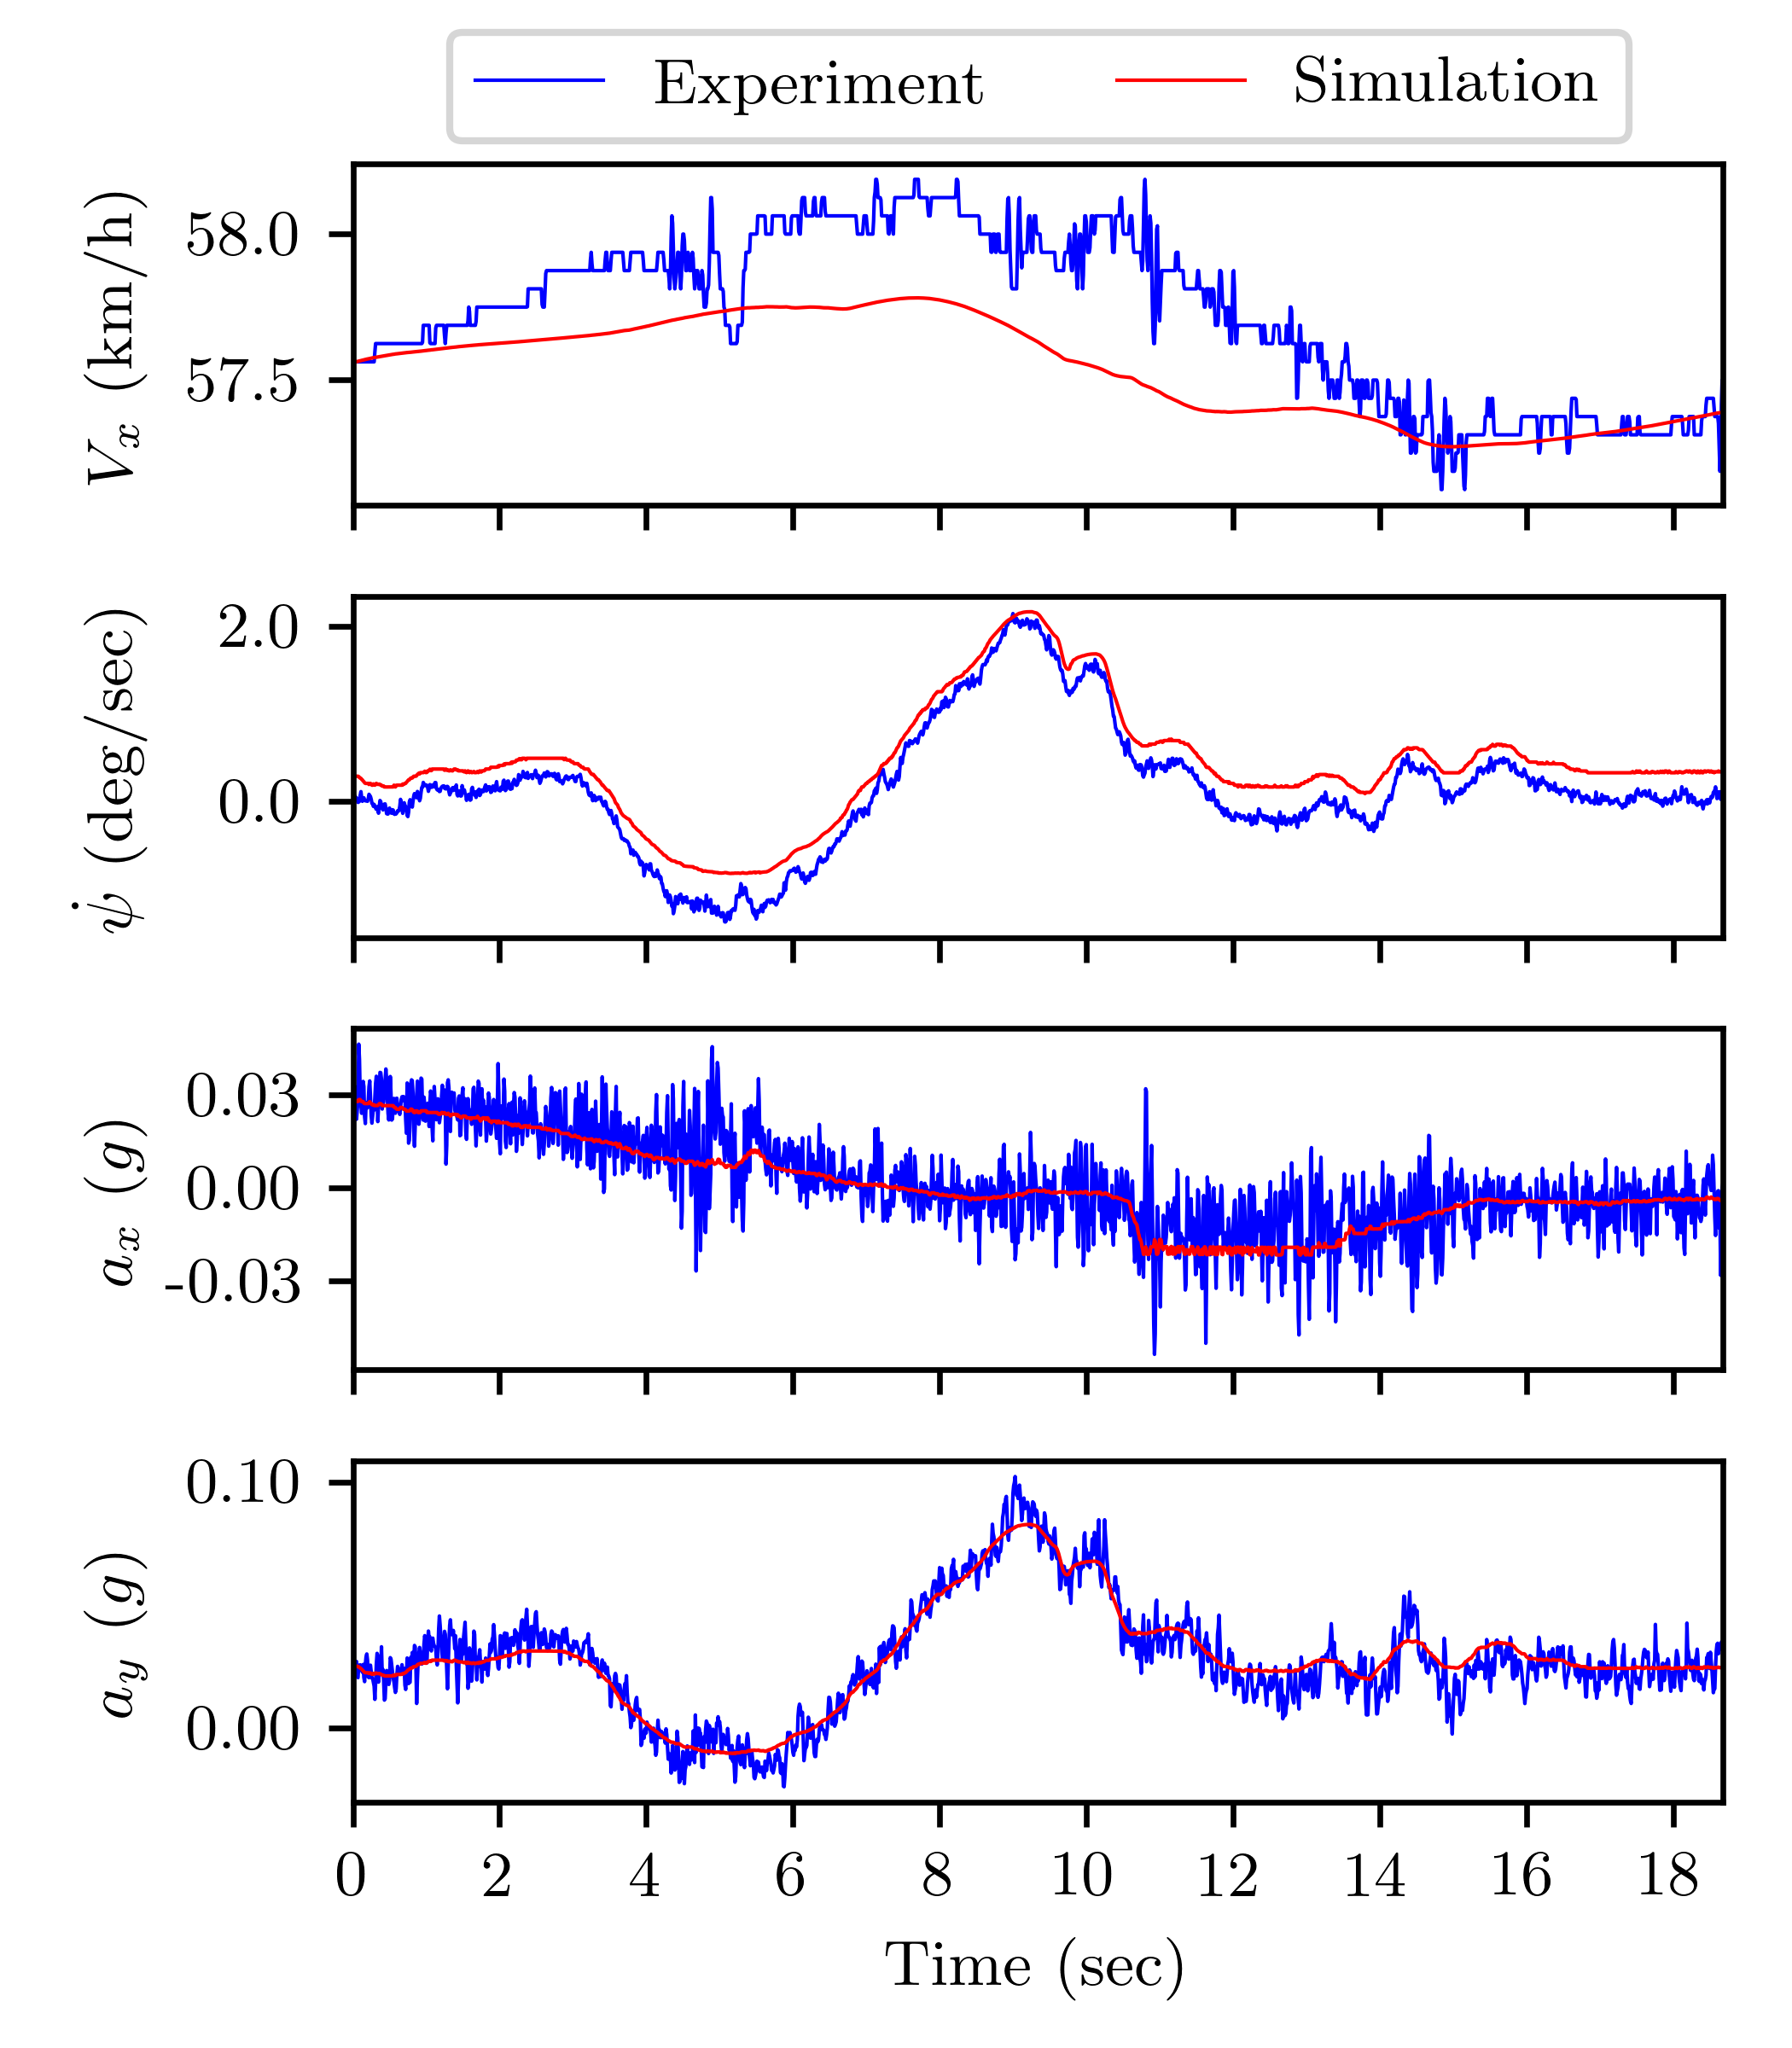 Experiment Simulation
V_x (km/h)
58.0
57.5
ψ̇ (deg/sec)
2.0
0.0
a_x (g)
0.03
0.00
-0.03
a_y (g)
0.10
0.00
0 2 4 6 8 10 12 14 16 18
Time (sec)